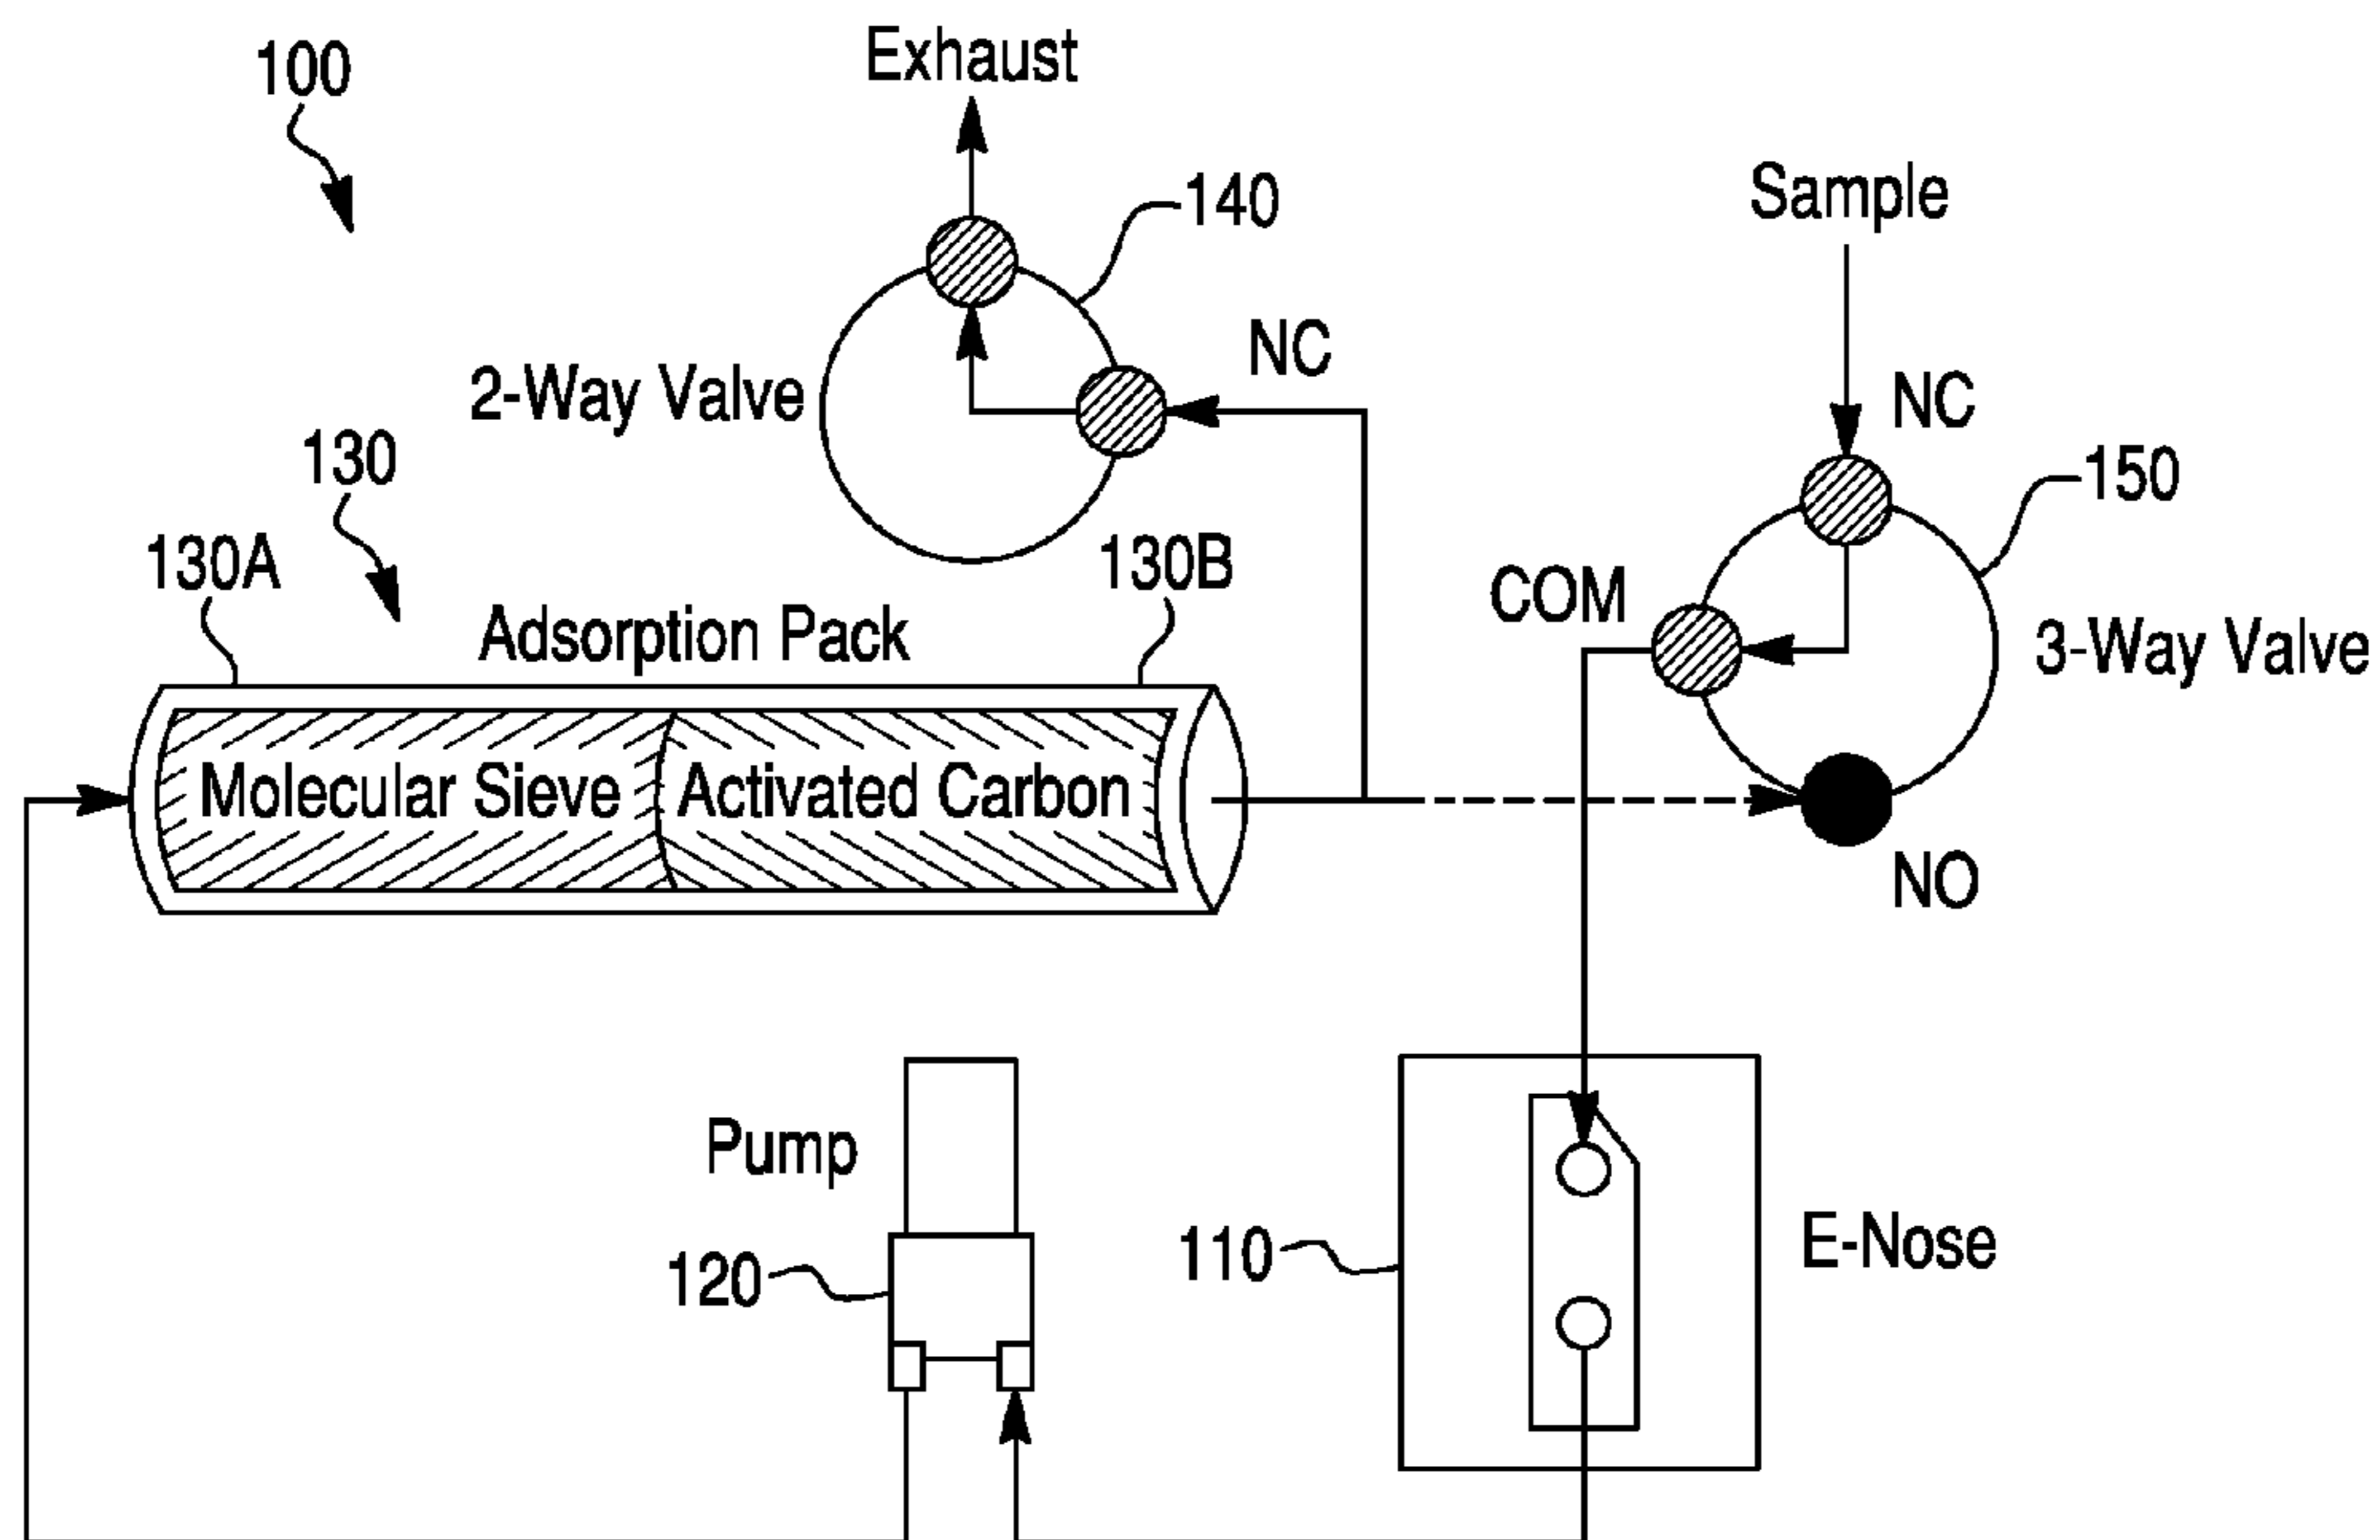 100
Exhaust
140
Sample
2-Way Valve
NC
NC
130
150
130A
130B
COM
Adsorption Pack
3-Way Valve
Molecular Sieve
Activated Carbon
NO
Pump
120
110
E-Nose